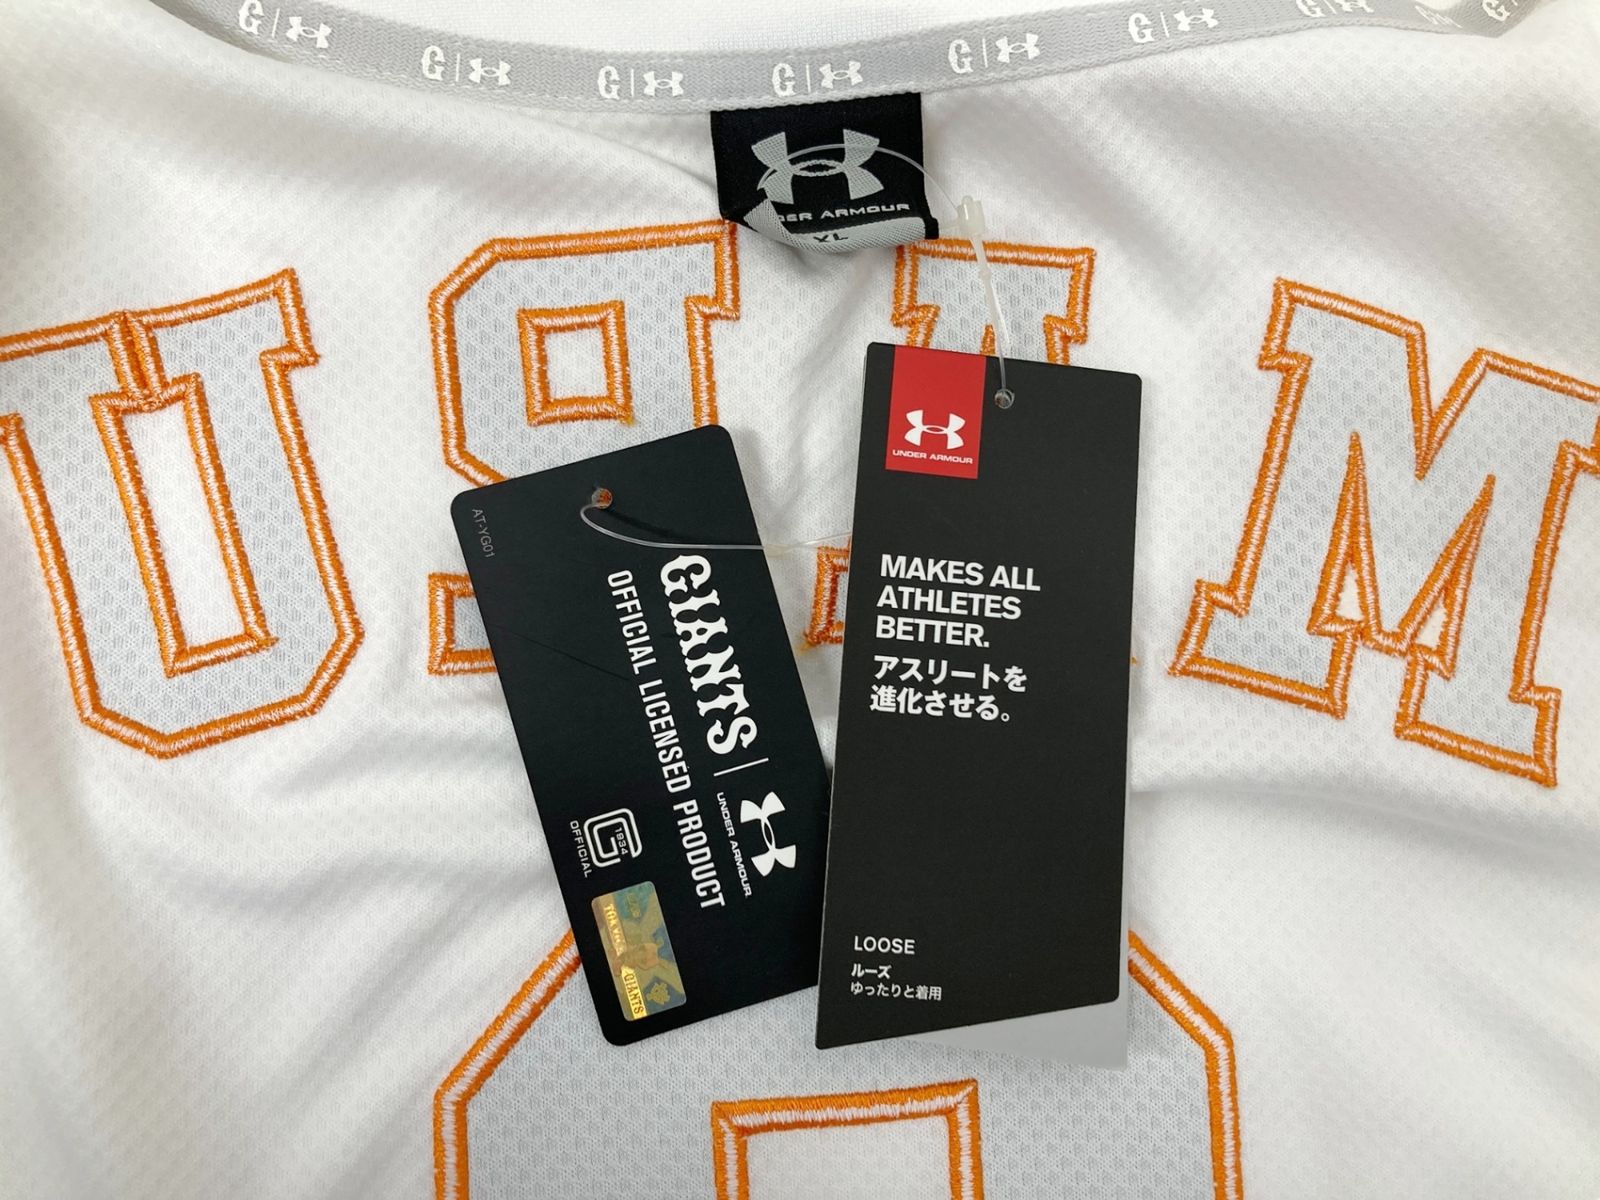 G
G
G
G
G
G
UNDER ARMOUR
XL
AT-YG01
GIANTS
UNDER ARMOUR
OFFICIAL LICENSED PRODUCT
1934
OFFICIAL
GIANTS
UNDER ARMOUR
MAKES ALL
ATHLETES
BETTER.
アスリートを
進化させる。
LOOSE
ルーズ
ゆったりと着用